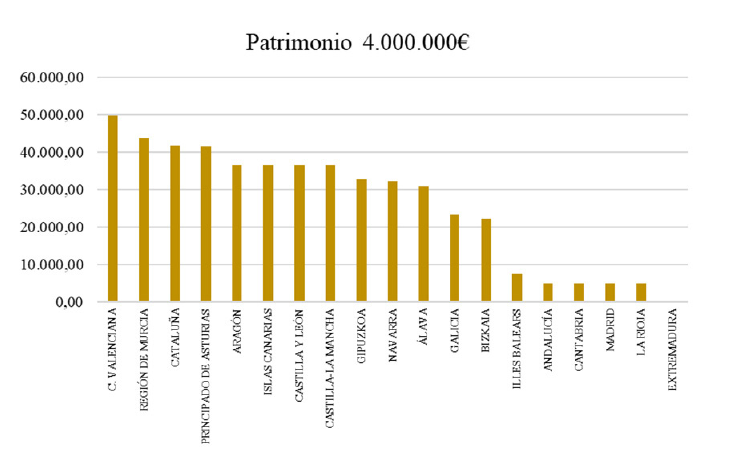 Patrimonio 4.000.000€
60.000,00
50.000,00
40.000,00
30.000,00
20.000,00
10.000,00
0,00
C. VALENCIANA
REGIÓN DE MURCIA
CATALUÑA
PRINCIPADO DE ASTURIAS
ARAGÓN
ISLAS CANARIAS
CASTILLA Y LEÓN
CASTILLA-LA MANCHA
GIPUZKOA
NAVARRA
ÁLAVA
GALICIA
BIZKAIA
ILLES BALEARS
ANDALUCÍA
CANTABRIA
MADRID
LA RIOJA
EXTREMADURA